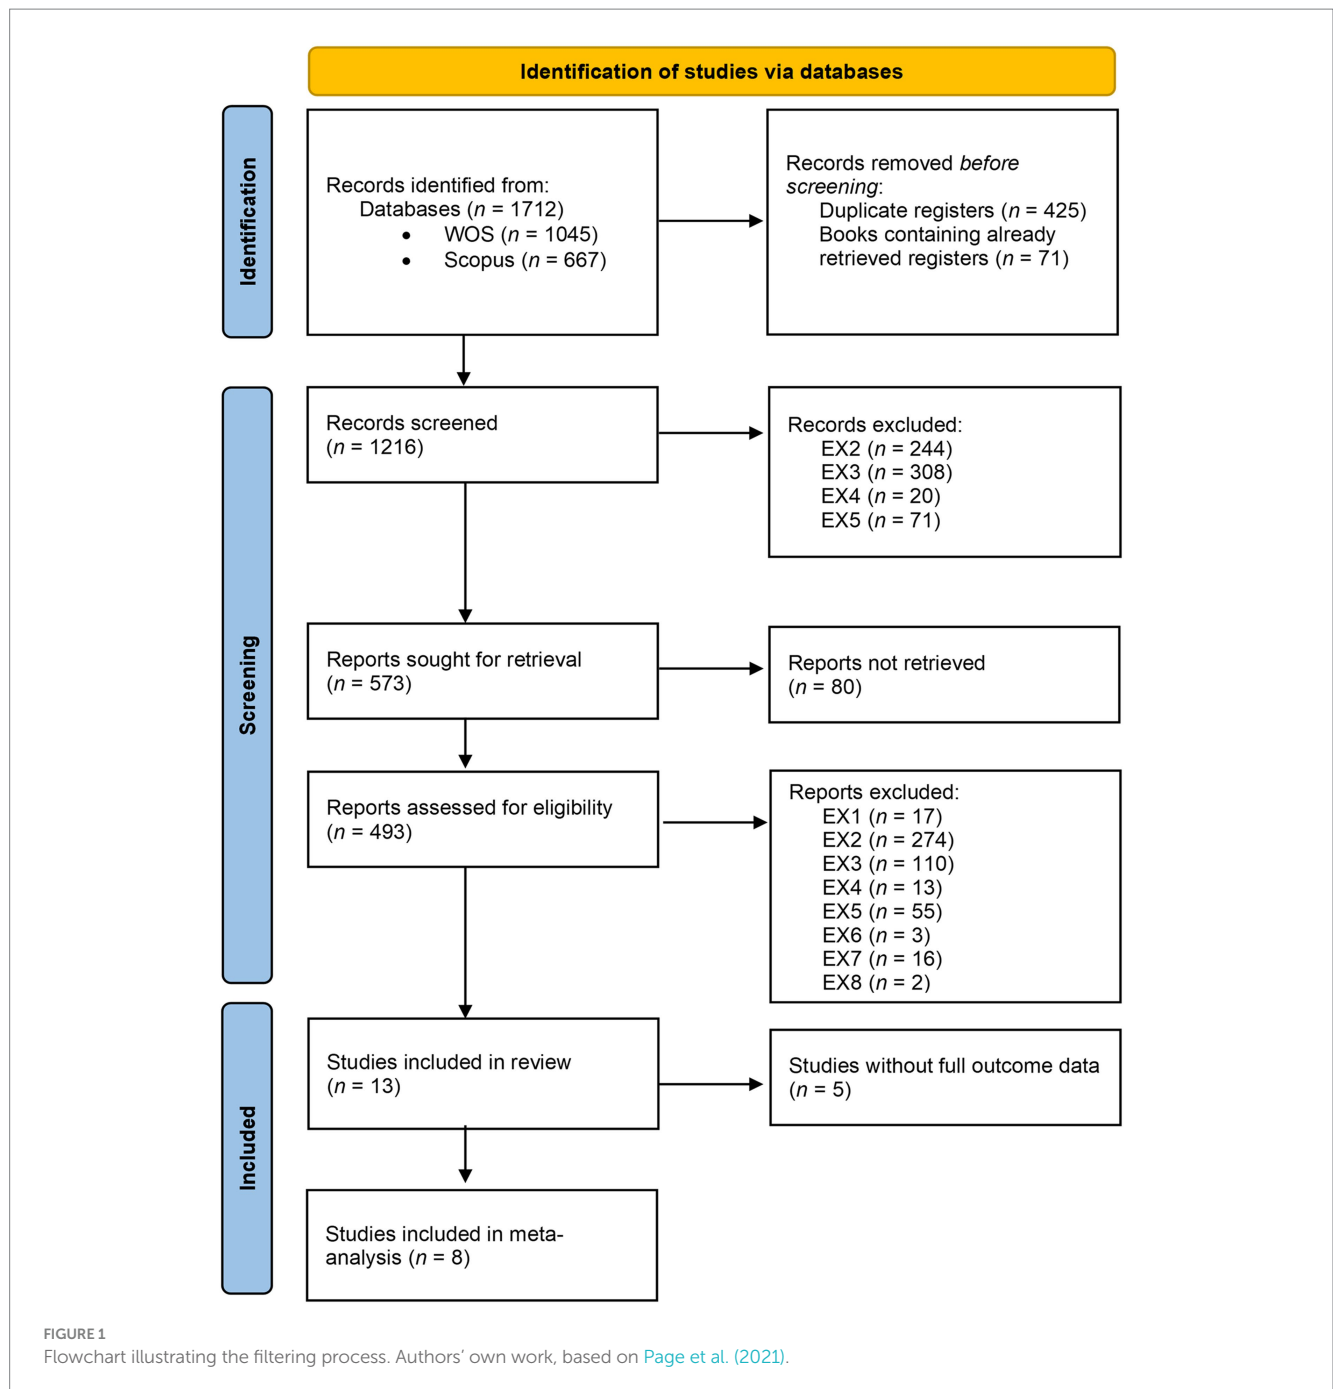 Identification of studies via databases
Identification
Records identified from:
Databases (n = 1712)
• WOS (n = 1045)
• Scopus (n = 667)
Records removed before
screening:
Duplicate registers (n = 425)
Books containing already
retrieved registers (n = 71)
Screening
Records screened
(n = 1216)
Records excluded:
EX2 (n = 244)
EX3 (n = 308)
EX4 (n = 20)
EX5 (n = 71)
Reports sought for retrieval
(n = 573)
Reports not retrieved
(n = 80)
Reports assessed for eligibility
(n = 493)
Reports excluded:
EX1 (n = 17)
EX2 (n = 274)
EX3 (n = 110)
EX4 (n = 13)
EX5 (n = 55)
EX6 (n = 3)
EX7 (n = 16)
EX8 (n = 2)
Included
Studies included in review
(n = 13)
Studies without full outcome data
(n = 5)
Studies included in meta-
analysis (n = 8)
FIGURE 1
Flowchart illustrating the filtering process. Authors' own work, based on Page et al. (2021).